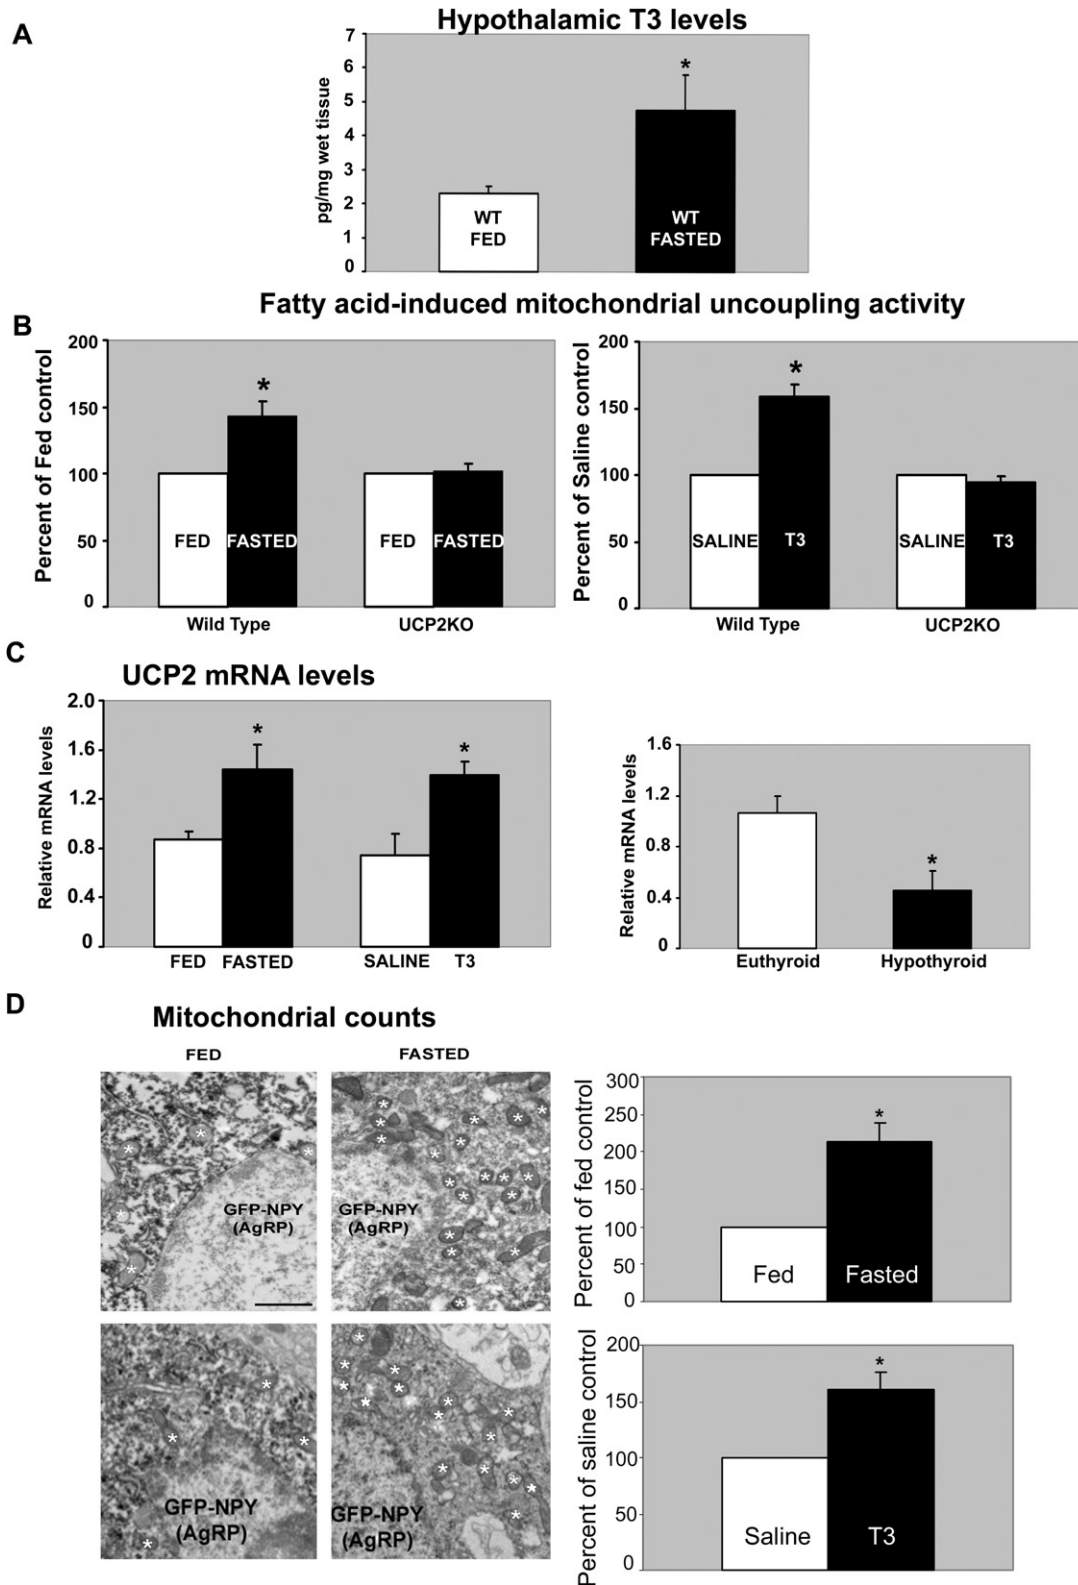 A
Hypothalamic T3 levels
pg/mg wet tissue
7
6
5
4
3
2
1
0
*
WT
FED
WT
FASTED
Fatty acid-induced mitochondrial uncoupling activity
B
Percent of Fed control
200
150
100
50
0
*
FED
FASTED
FED
FASTED
Wild Type
UCP2KO
Percent of Saline control
200
150
100
50
0
*
SALINE
T3
SALINE
T3
Wild Type
UCP2KO
C
UCP2 mRNA levels
Relative mRNA levels
2.0
1.6
1.2
0.8
0.4
0
*
*
FED
FASTED
SALINE
T3
Relative mRNA levels
1.6
1.2
0.8
0.4
0
*
Euthyroid
Hypothyroid
D
Mitochondrial counts
FED
FASTED
GFP-NPY
(AgRP)
GFP-NPY
(AgRP)
GFP-NPY
(AgRP)
GFP-NPY
(AgRP)
Percent of fed control
300
250
200
150
100
50
0
*
Fed
Fasted
Percent of saline control
200
150
100
50
0
*
Saline
T3